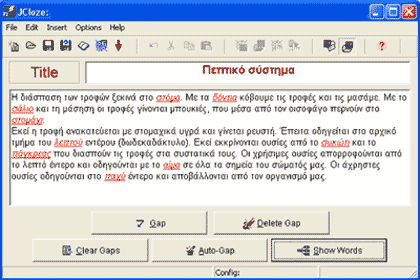 JCloze:
File Edit Insert Options Help
Title
Πεπτικό σύστημα
Η διάσπαση των τροφών ξεκινά στο στόμα. Με τα δόντια κόβουμε τις τροφές και τις μασάμε. Με το
σάλιο και τη μάσηση οι τροφές γίνονται μπουκιές, που μέσα από τον οισοφάγο περνούν στο
στομάχι.
Εκεί η τροφή ανακατεύεται με στομαχικά υγρά και γίνεται ρευστή. Έπειτα οδηγείται στο αρχικό
τμήμα του λεπτού εντέρου (δωδεκαδάκτυλο). Εκεί εκκρίνονται ουσίες από το συκώτι και το
πάγκρεας που διασπούν τις τροφές στα συστατικά τους. Οι χρήσιμες ουσίες απορροφούνται από
το λεπτό έντερο και οδηγούνται με το αίμα σε όλα τα σημεία του σώματός μας. Οι άχρηστες
ουσίες οδηγούνται στο παχύ έντερο και αποβάλλονται από τον οργανισμό μας.
Gap Delete Gap
Clear Gaps Auto-Gap Show Words
Config: